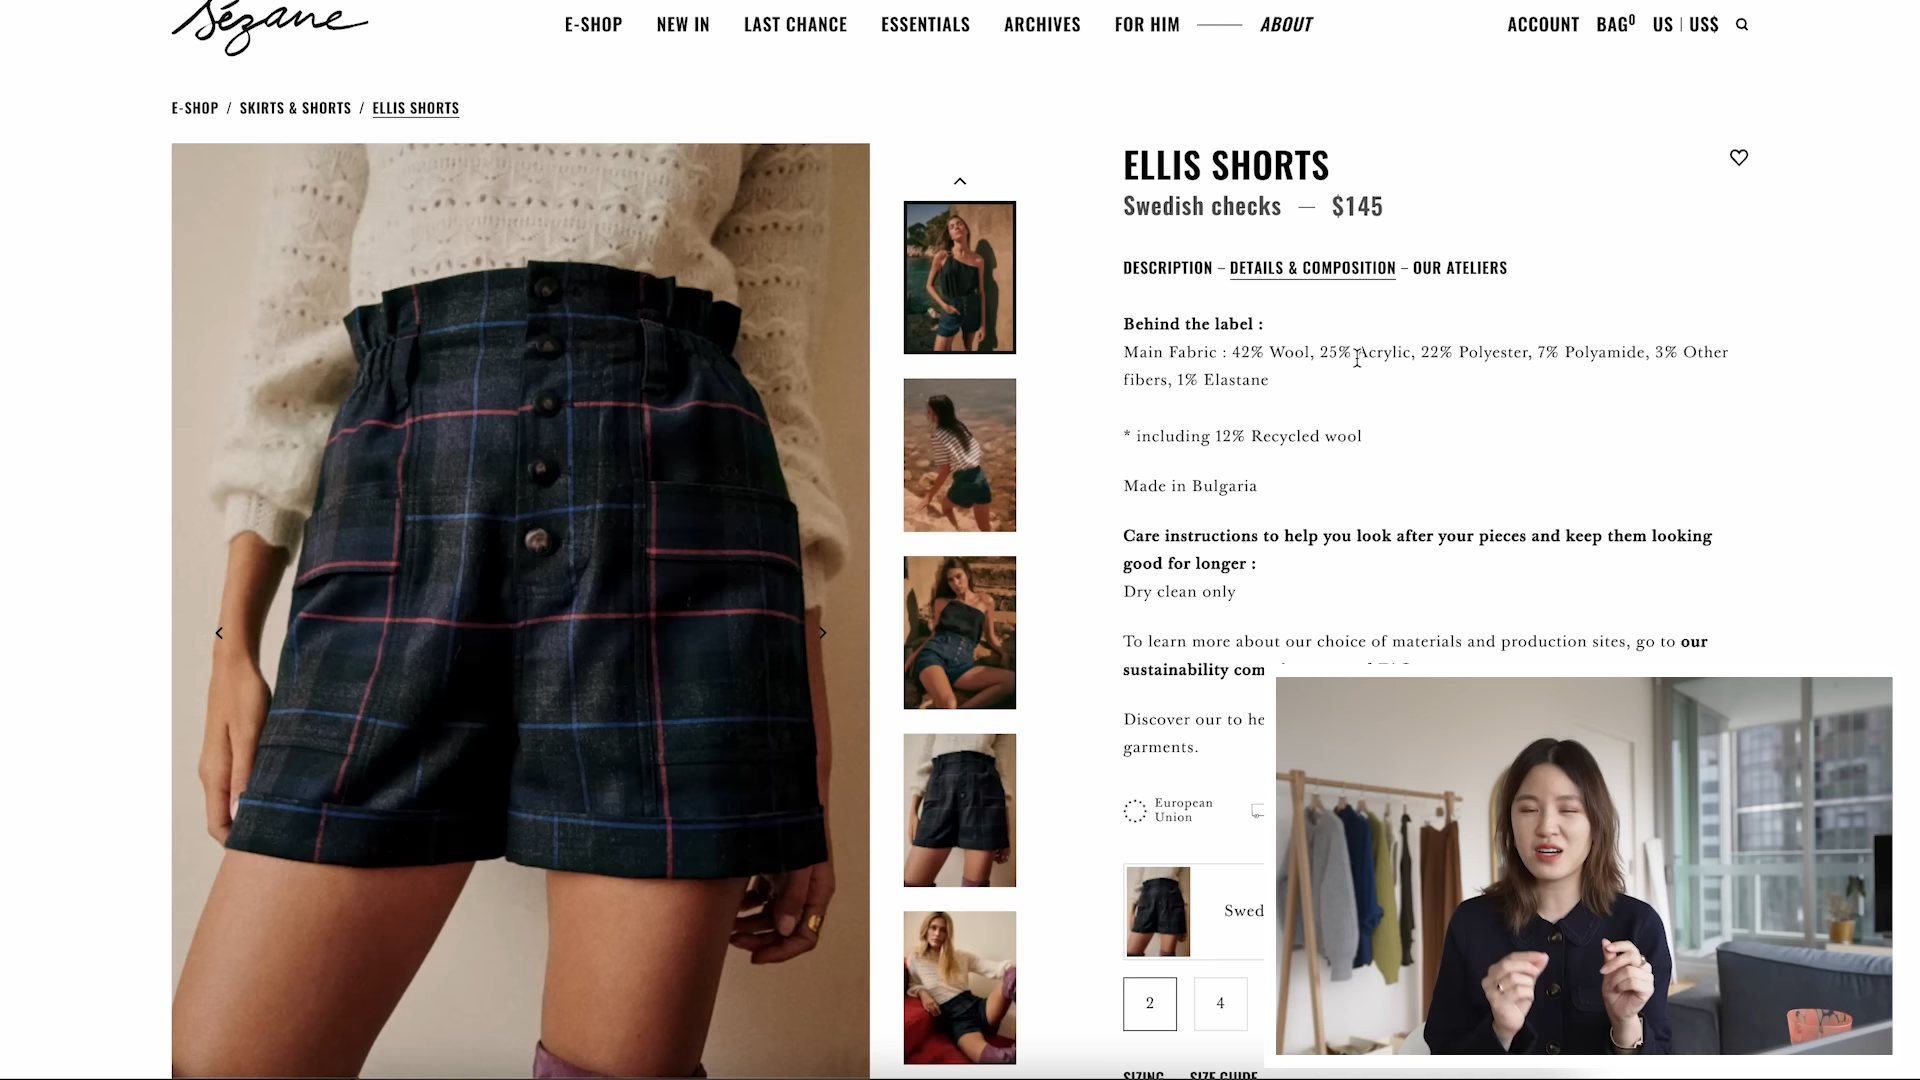 Sézane
E-SHOP NEW IN LAST CHANCE ESSENTIALS ARCHIVES FOR HIM ABOUT ACCOUNT BAG0 US | US$
E-SHOP / SKIRTS & SHORTS / ELLIS SHORTS
ELLIS SHORTS
Swedish checks — $145
DESCRIPTION – DETAILS & COMPOSITION – OUR ATELIERS
Behind the label :
Main Fabric : 42% Wool, 25% Acrylic, 22% Polyester, 7% Polyamide, 3% Other
fibers, 1% Elastane
* including 12% Recycled wool
Made in Bulgaria
Care instructions to help you look after your pieces and keep them looking
good for longer :
Dry clean only
To learn more about our choice of materials and production sites, go to our
sustainability com
Discover our to he
garments.
European
Union
Swed
2 4
SIZING SIZE GUIDE